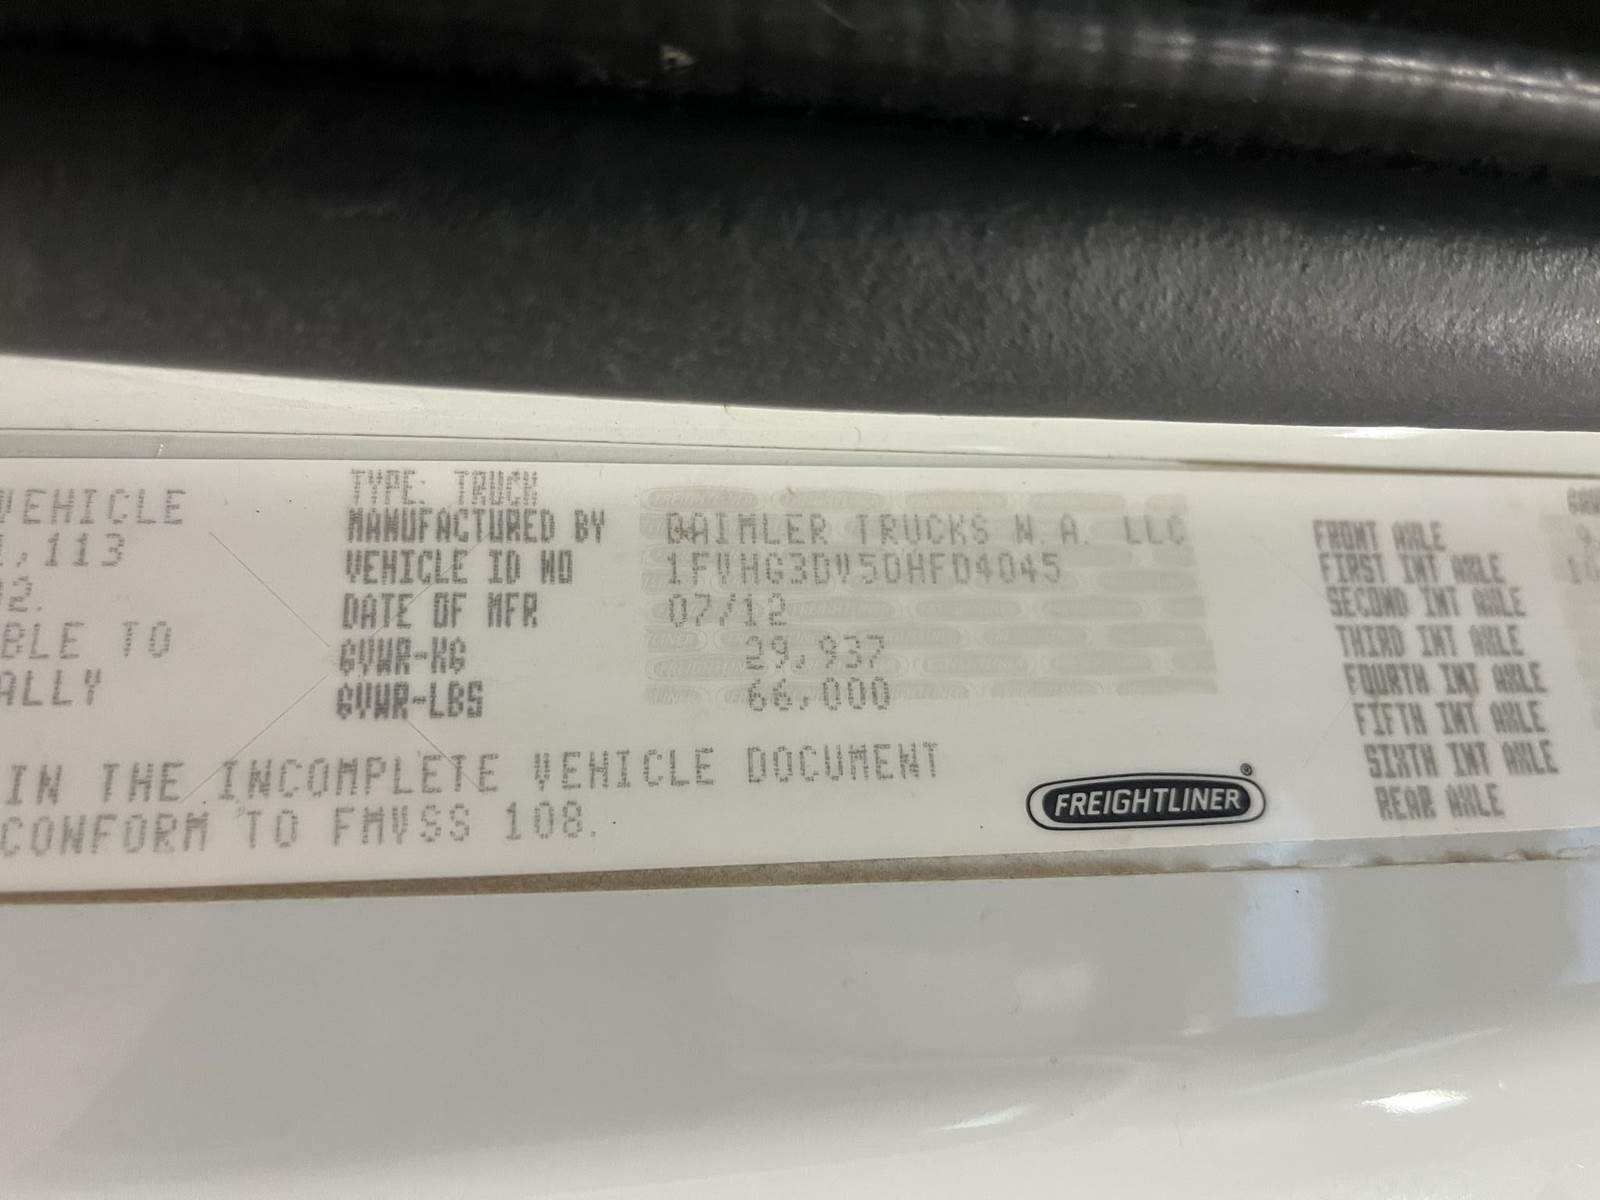 VEHICLE
BLE TO
ALLY
TYPE: TRUCK
MANUFACTURED BY DAIMLER TRUCKS N.A. LLC
VEHICLE ID NO 1FVHG3DV5DHFD4045
DATE OF MFR 07/12
GVWR-KG 29,937
GVWR-LBS 66,000
IN THE INCOMPLETE VEHICLE DOCUMENT
CONFORM TO FMVSS 108.
FREIGHTLINER
FRONT AXLE
FIRST INT AXLE
SECOND INT AXLE
THIRD INT AXLE
FOURTH INT AXLE
FIFTH INT AXLE
SIXTH INT AXLE
REAR AXLE